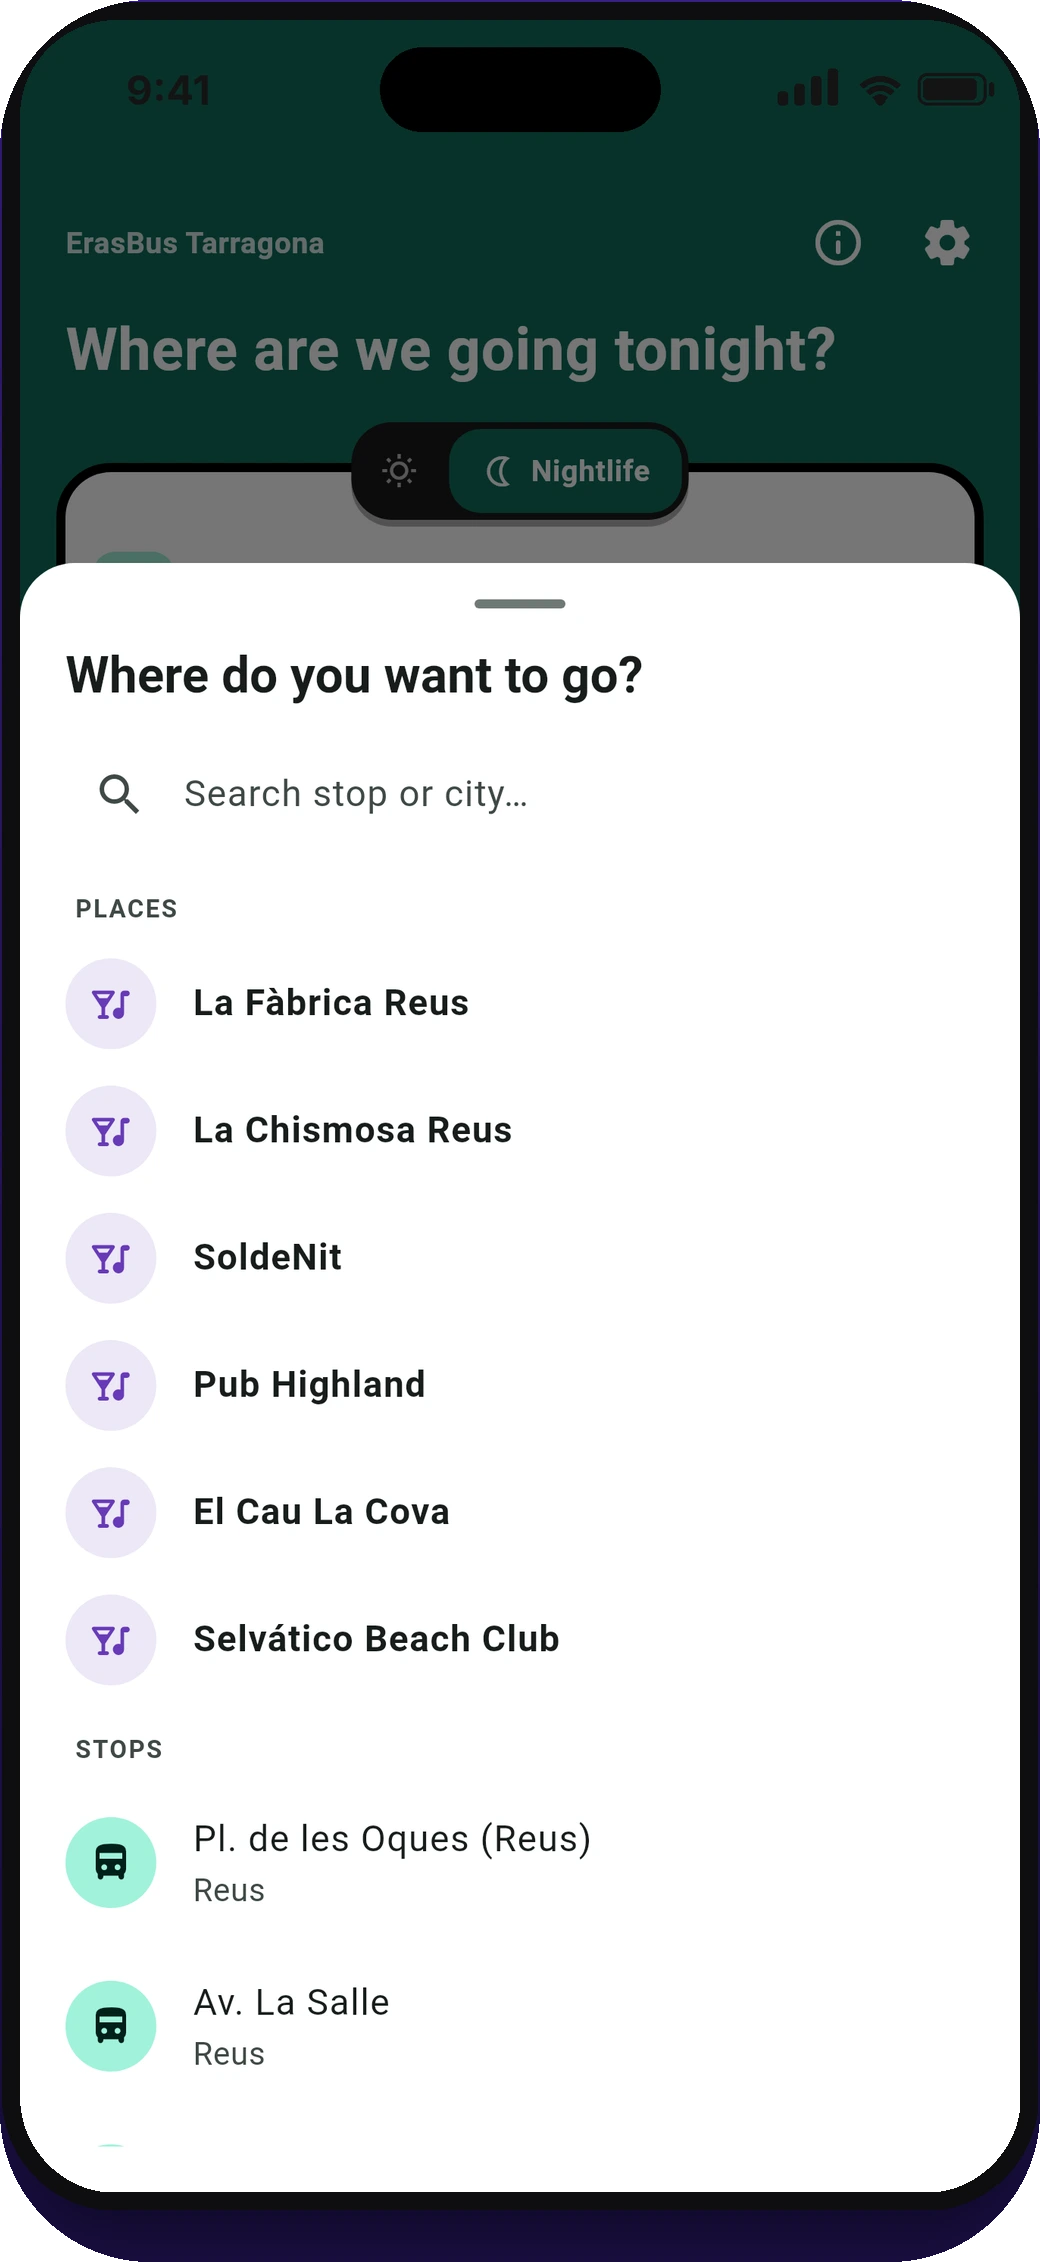 9:41
ErasBus Tarragona
Where are we going tonight?
Nightlife
Where do you want to go?
Search stop or city…
PLACES
La Fàbrica Reus
La Chismosa Reus
SoldeNit
Pub Highland
El Cau La Cova
Selvático Beach Club
STOPS
Pl. de les Oques (Reus)
Reus
Av. La Salle
Reus